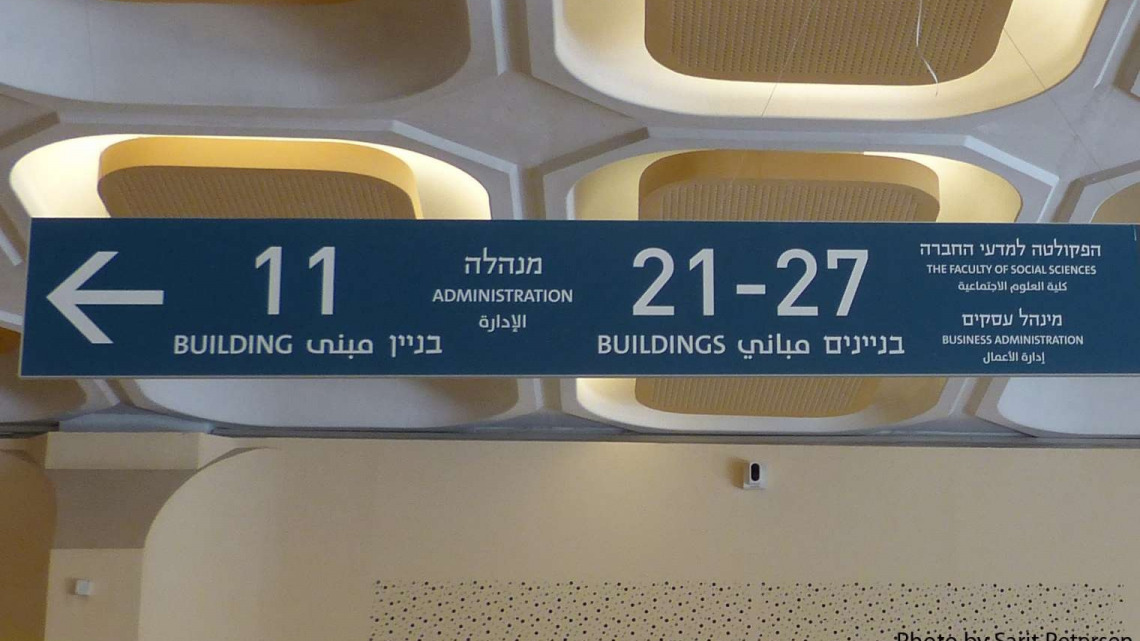 11
BUILDING مبنى בניין
מנהלה
ADMINISTRATION
الإدارة
21-27
BUILDINGS مباني בניינים
הפקולטה למדעי החברה
THE FACULTY OF SOCIAL SCIENCES
كلية العلوم الاجتماعية
מינהל עסקים
BUSINESS ADMINISTRATION
إدارة الأعمال
Photo by Sarit